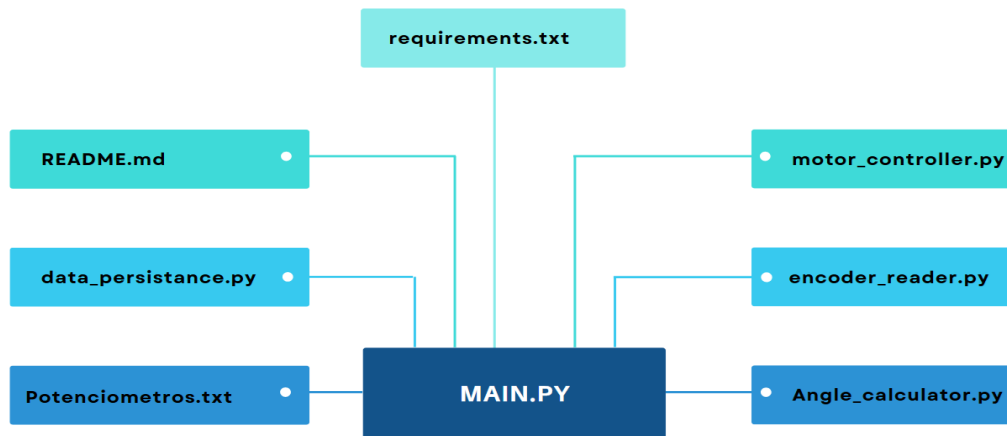 requirements.txt
README.md
motor_controller.py
data_persistance.py
encoder_reader.py
Potenciometros.txt
MAIN.PY
Angle_calculator.py